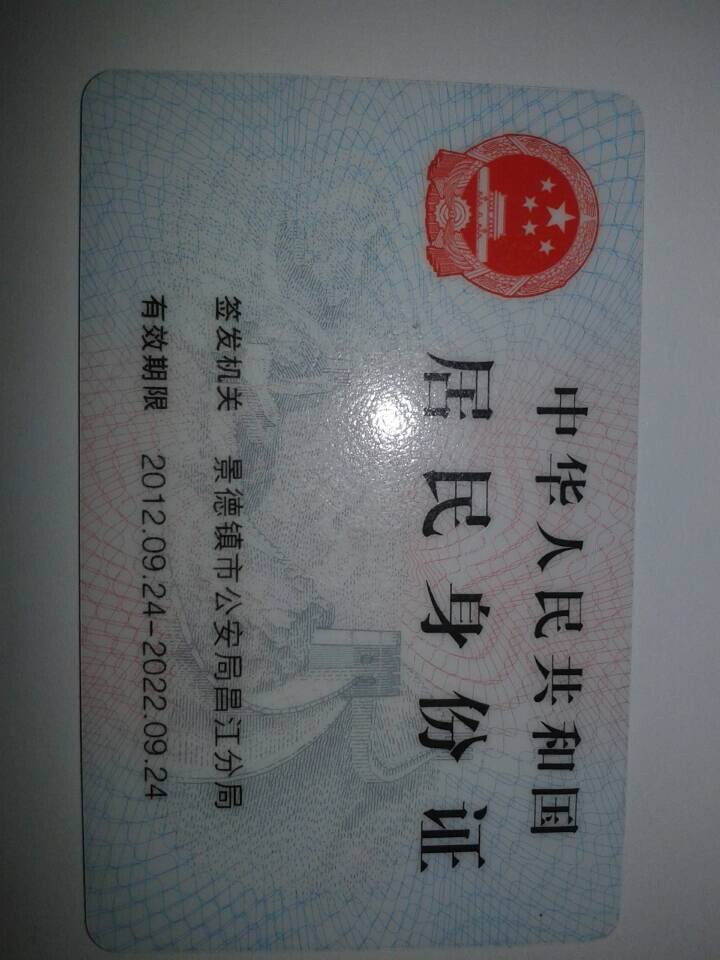 中华人民共和国
居民身份证
签发机关 景德镇市公安局昌江分局
有效期限 2012.09.24-2022.09.24